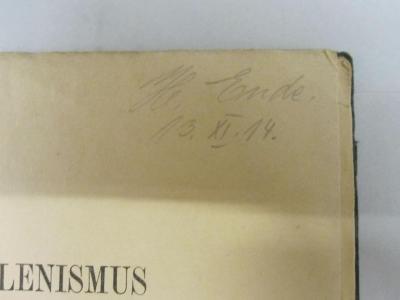 H. Ende.
13. XI. 14.
LENISMUS